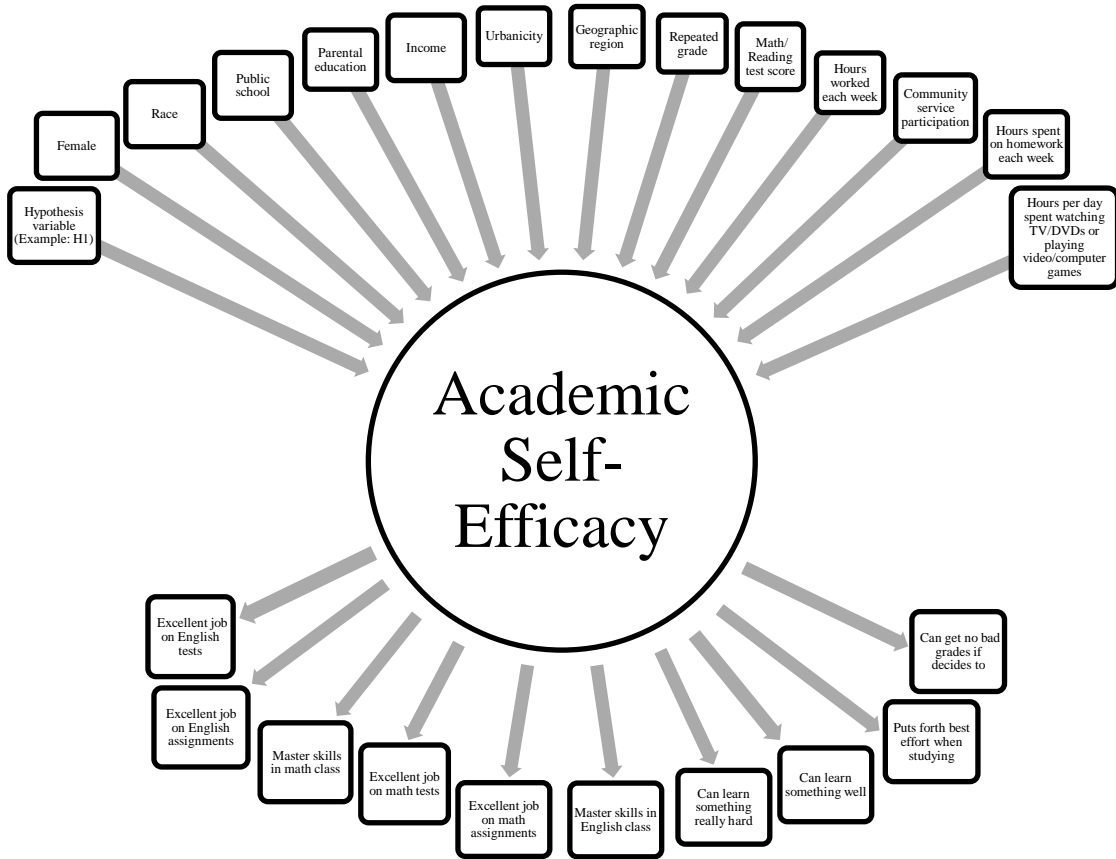 Hypothesis
variable
(Example: H1)
Female
Race
Public
school
Parental
education
Income
Urbanicity
Geographic
region
Repeated
grade
Math/
Reading
test score
Hours
worked
each week
Community
service
participation
Hours spent
on homework
each week
Hours per day
spent watching
TV/DVDs or
playing
video/computer
games
Academic
Self-
Efficacy
Excellent job
on English
tests
Excellent job
on English
assignments
Master skills
in math class
Excellent job
on math tests
Excellent job
on math
assignments
Master skills in
English class
Can learn
something
really hard
Can learn
something well
Puts forth best
effort when
studying
Can get no bad
grades if
decides to